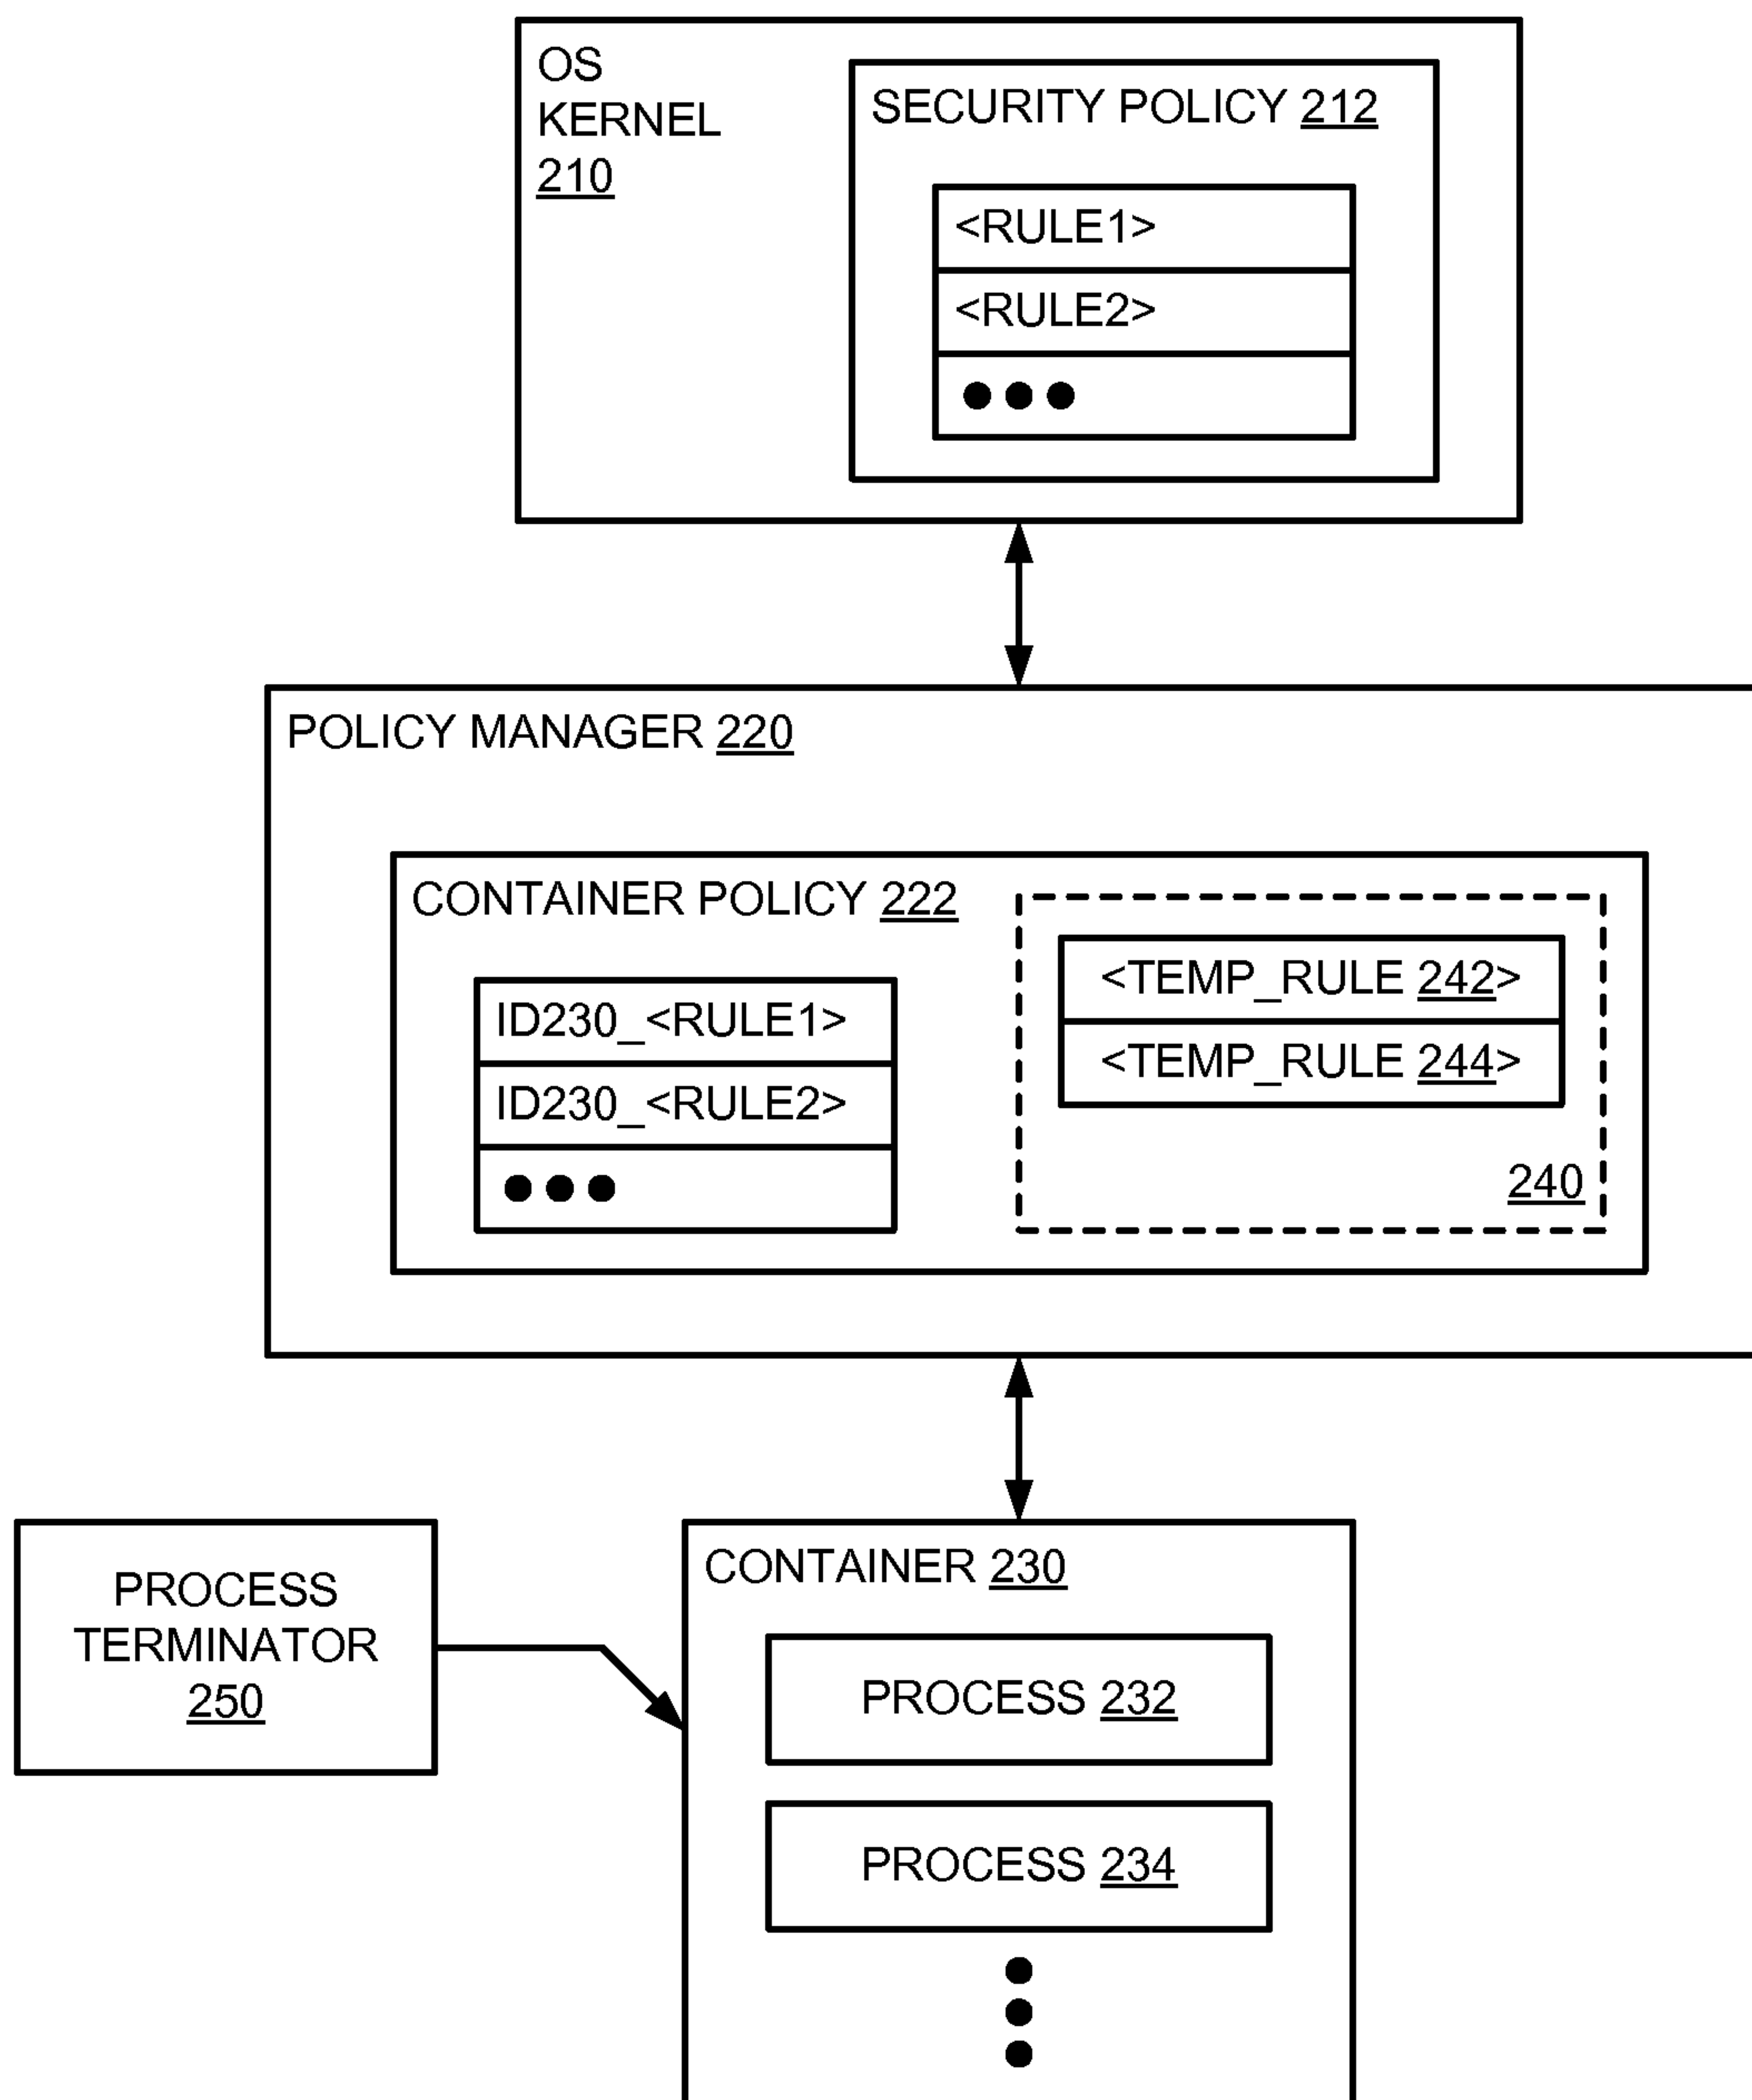 OS
KERNEL
210
SECURITY POLICY 212
<RULE1>
<RULE2>
POLICY MANAGER 220
CONTAINER POLICY 222
ID230_<RULE1>
ID230_<RULE2>
<TEMP_RULE 242>
<TEMP_RULE 244>
240
PROCESS
TERMINATOR
250
CONTAINER 230
PROCESS 232
PROCESS 234